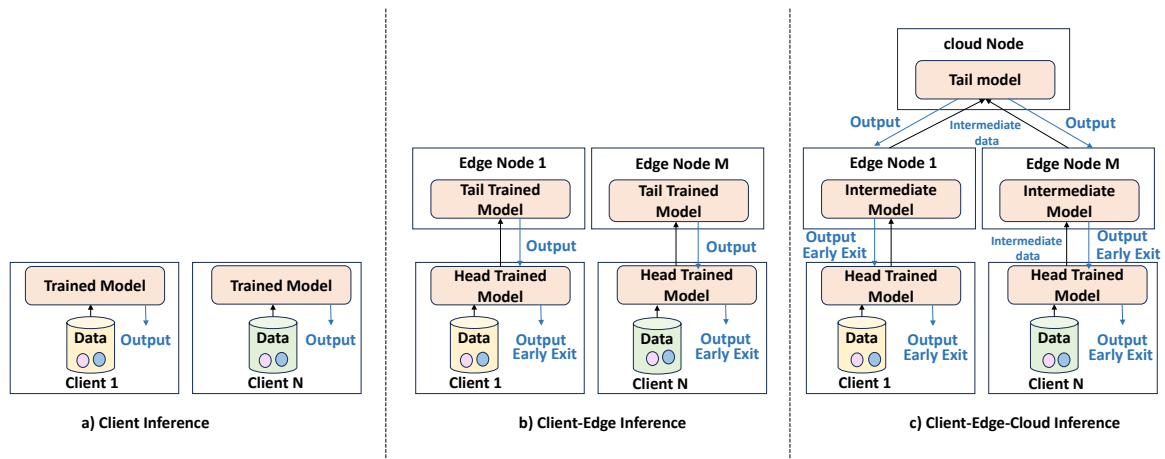 Trained Model
Data
Output
Client 1
Trained Model
Data
Output
Client N
a) Client Inference
Edge Node 1
Tail Trained
Model
Output
Head Trained
Model
Data
Output
Early Exit
Client 1
Edge Node M
Tail Trained
Model
Output
Head Trained
Model
Data
Output
Early Exit
Client N
b) Client-Edge Inference
cloud Node
Tail model
Output
Intermediate
data
Output
Edge Node 1
Intermediate
Model
Output
Early Exit
Head Trained
Model
Data
Output
Early Exit
Client 1
Edge Node M
Intermediate
Model
Intermediate
data
Output
Early Exit
Head Trained
Model
Data
Output
Early Exit
Client N
c) Client-Edge-Cloud Inference